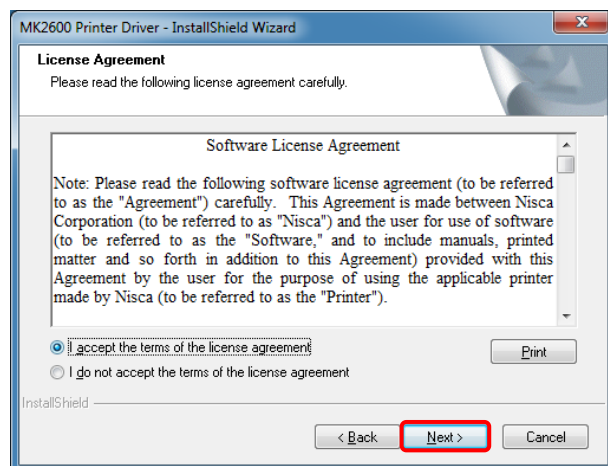 MK2600 Printer Driver - InstallShield Wizard
License Agreement
Please read the following license agreement carefully.
Software License Agreement
Note: Please read the following software license agreement (to be referred
to as the "Agreement") carefully. This Agreement is made between Nisca
Corporation (to be referred to as "Nisca") and the user for use of software
(to be referred to as the "Software," and to include manuals, printed
matter and so forth in addition to this Agreement) provided with this
Agreement by the user for the purpose of using the applicable printer
made by Nisca (to be referred to as the "Printer").
I accept the terms of the license agreement
Print
I do not accept the terms of the license agreement
InstallShield
< Back
Next >
Cancel